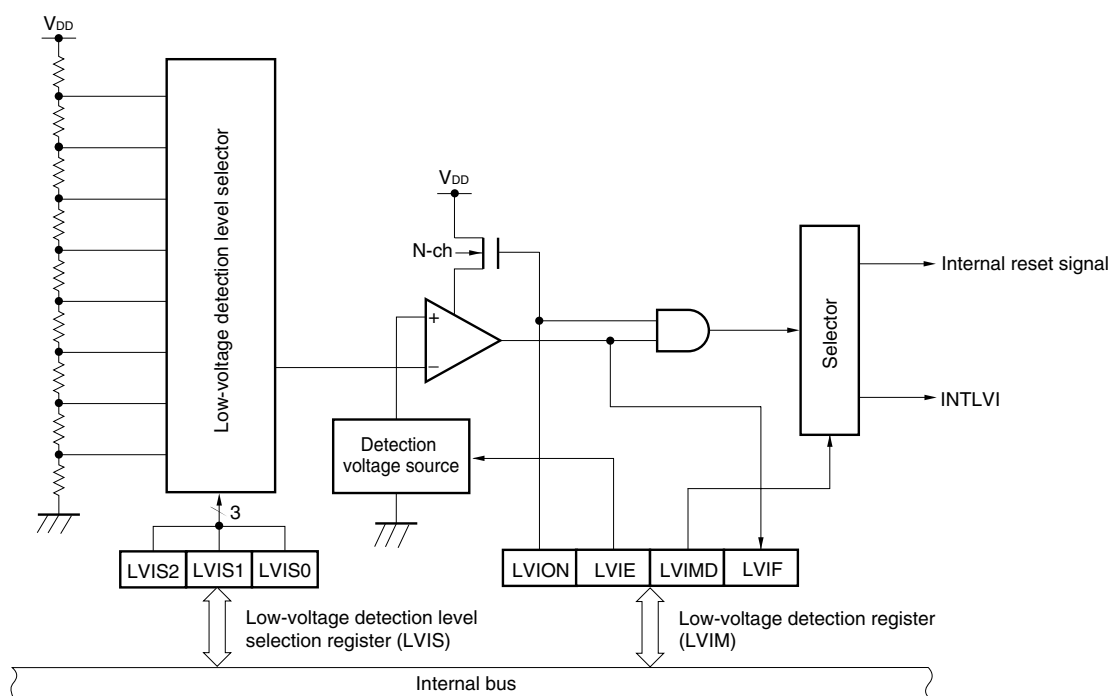 VDD
Low-voltage detection level selector
VDD
N-ch
+
−
Internal reset signal
Selector
INTLVI
Detection
voltage source
3
LVIS2 LVIS1 LVIS0
LVION LVIE LVIMD LVIF
Low-voltage detection level
selection register (LVIS)
Low-voltage detection register
(LVIM)
Internal bus